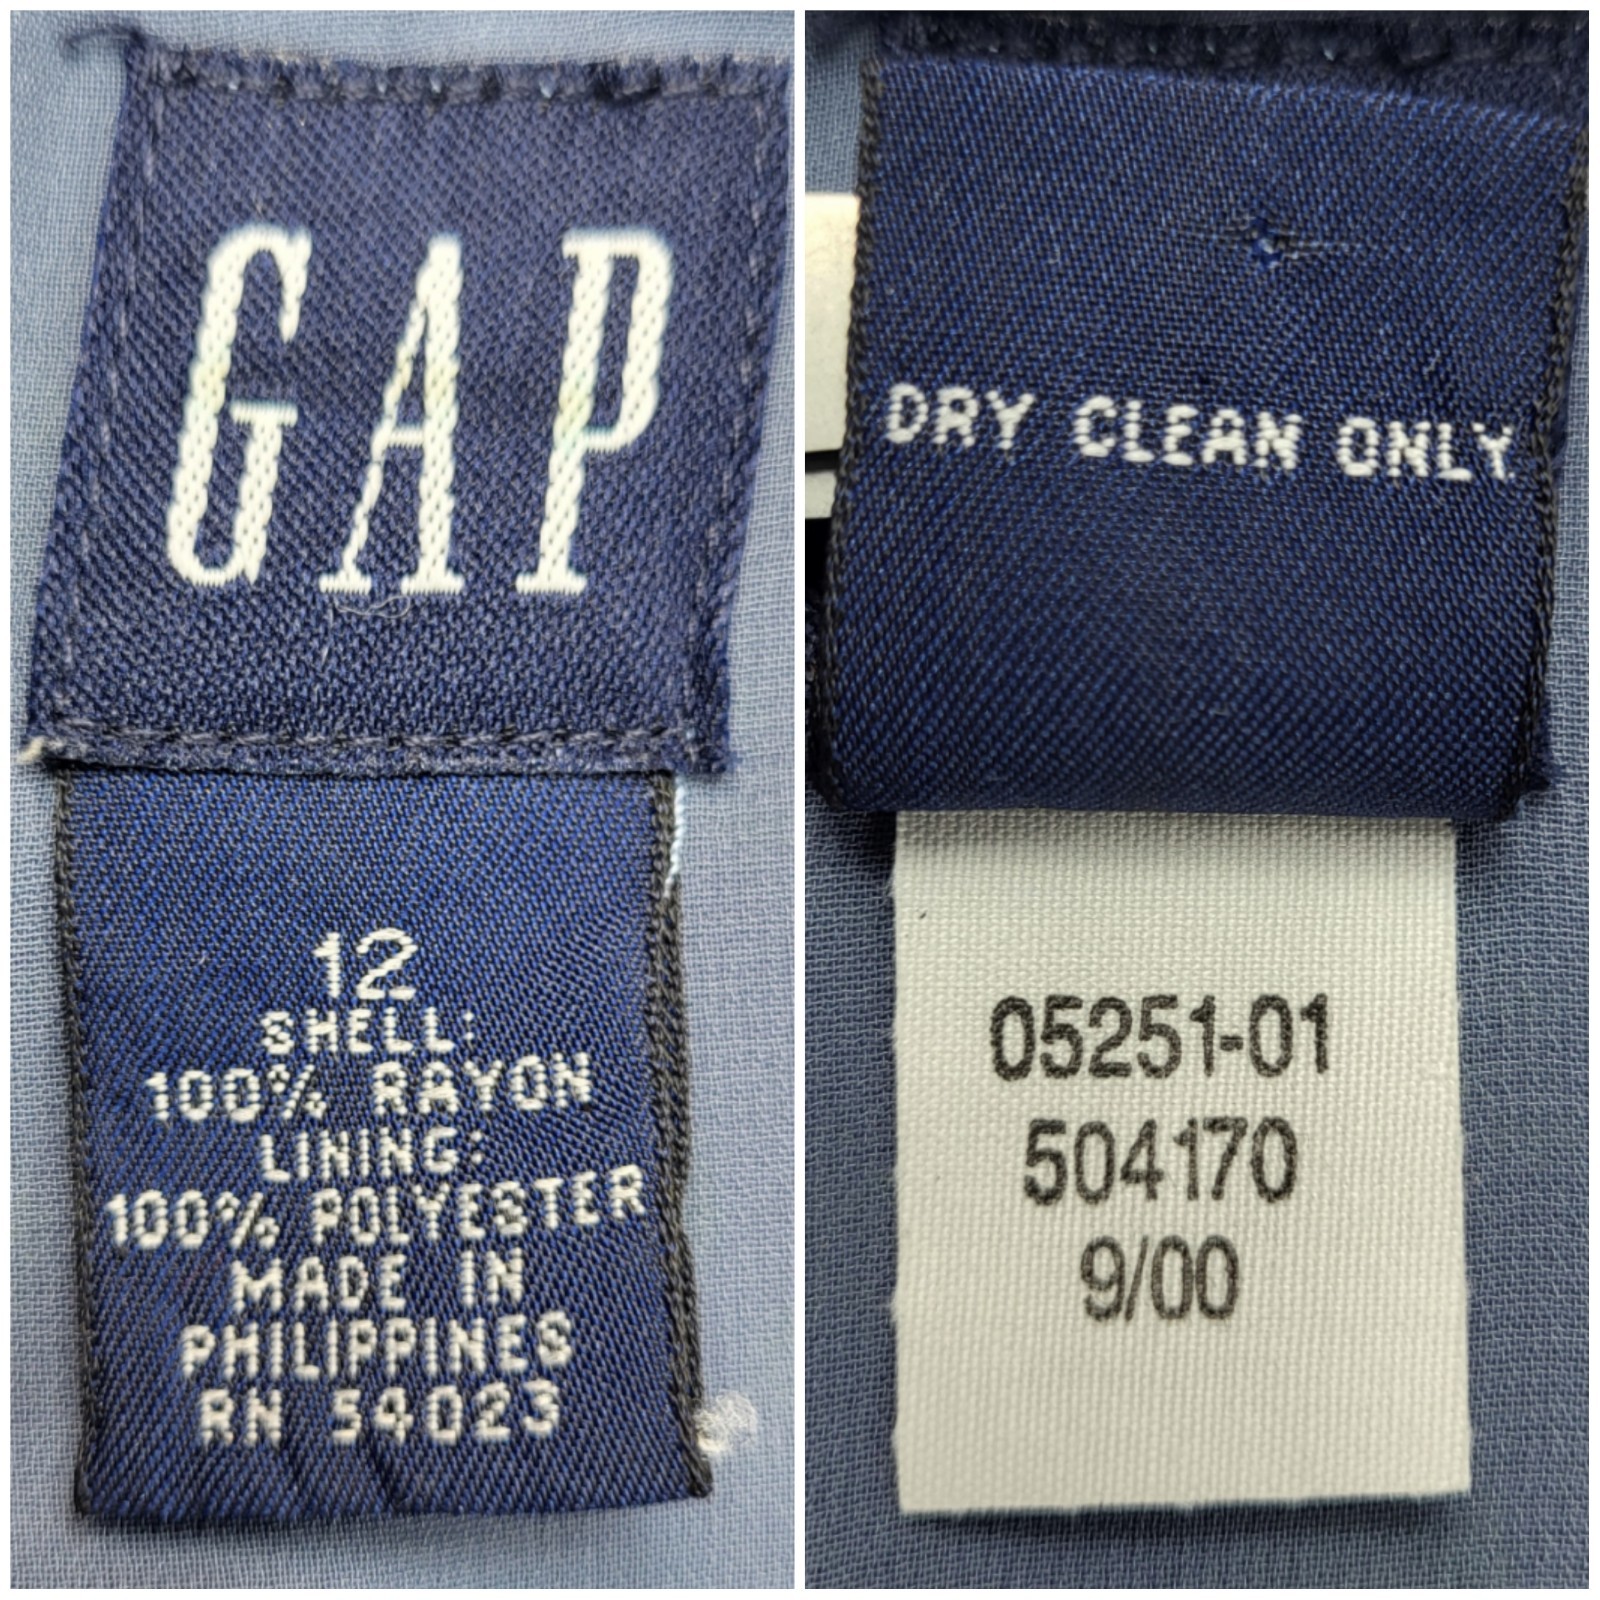 GAP
12
SHELL:
100% RAYON
LINING:
100% POLYESTER
MADE IN
PHILIPPINES
RN 54023
DRY CLEAN ONLY
05251-01
504170
9/00